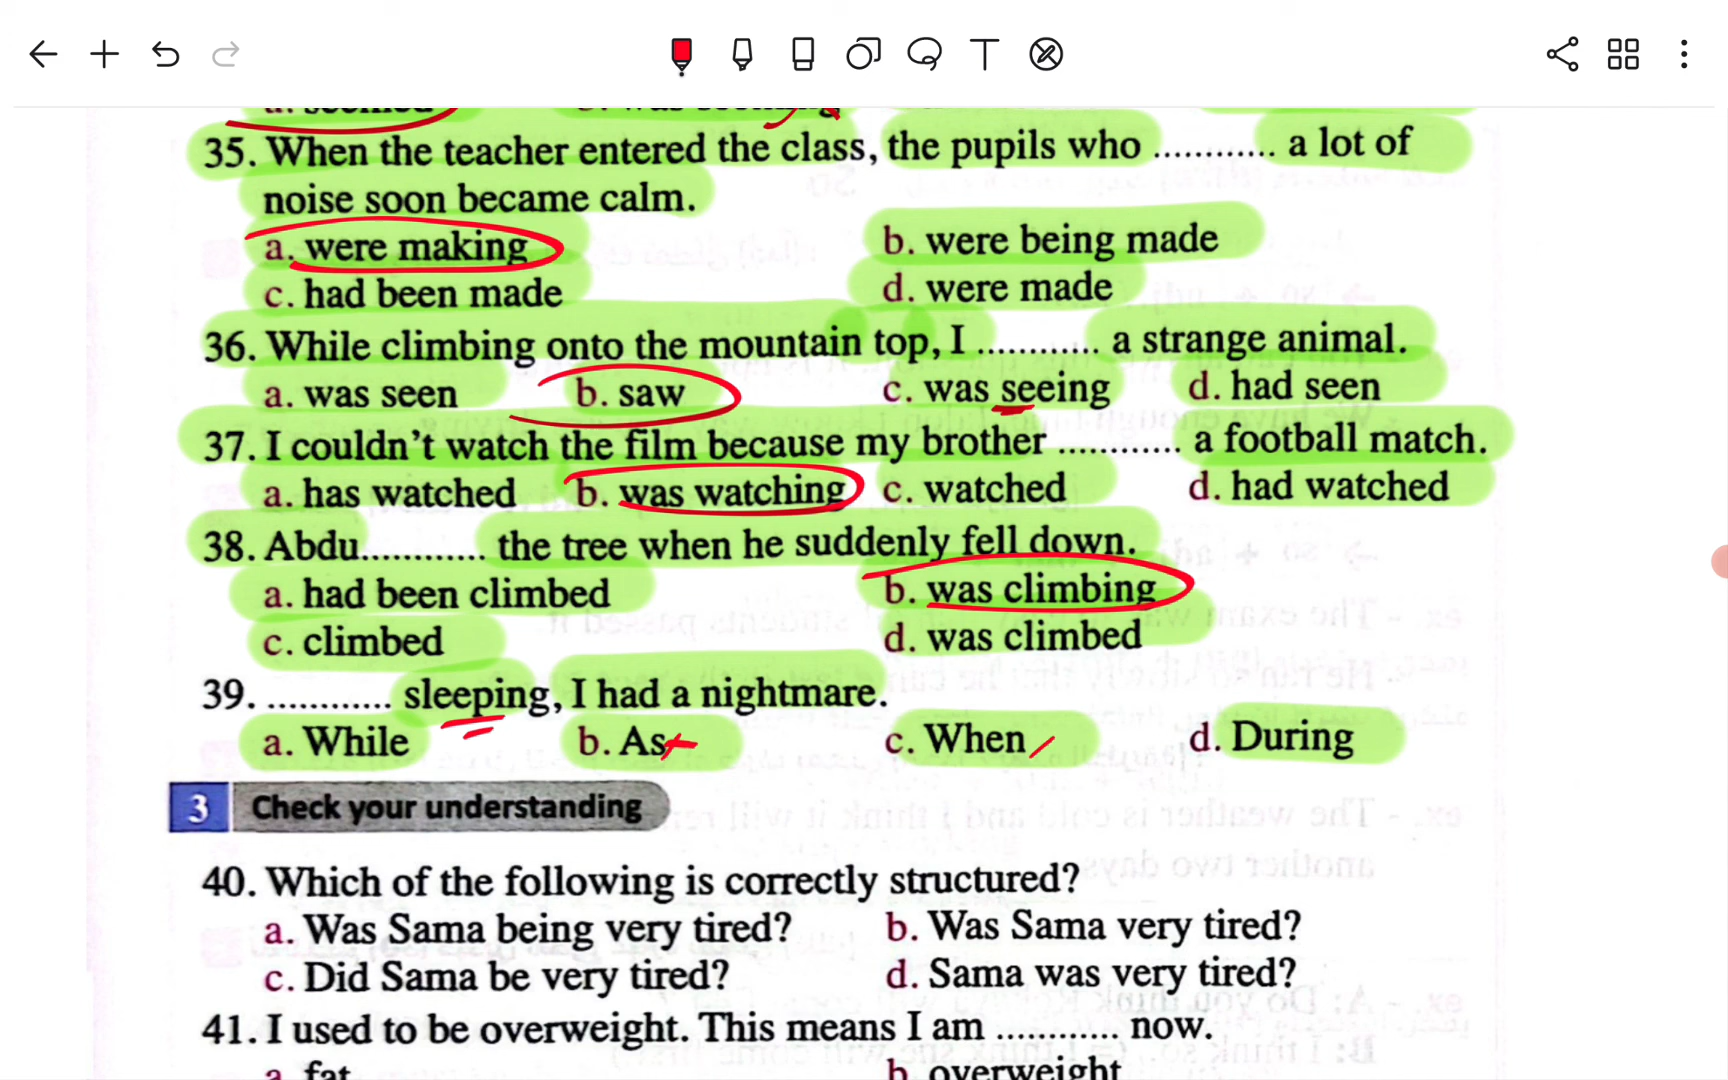 35. When the teacher entered the class, the pupils who ............ a lot of
noise soon became calm.
a. were making b. were being made
c. had been made d. were made
36. While climbing onto the mountain top, I ............ a strange animal.
a. was seen b. saw c. was seeing d. had seen
37. I couldn't watch the film because my brother ............ a football match.
a. has watched b. was watching c. watched d. had watched
38. Abdu............ the tree when he suddenly fell down.
a. had been climbed b. was climbing
c. climbed d. was climbed
39. ............ sleeping, I had a nightmare.
a. While b. As c. When d. During
3 Check your understanding
40. Which of the following is correctly structured?
a. Was Sama being very tired? b. Was Sama very tired?
c. Did Sama be very tired? d. Sama was very tired?
41. I used to be overweight. This means I am ............ now.
a. fat b. overweight